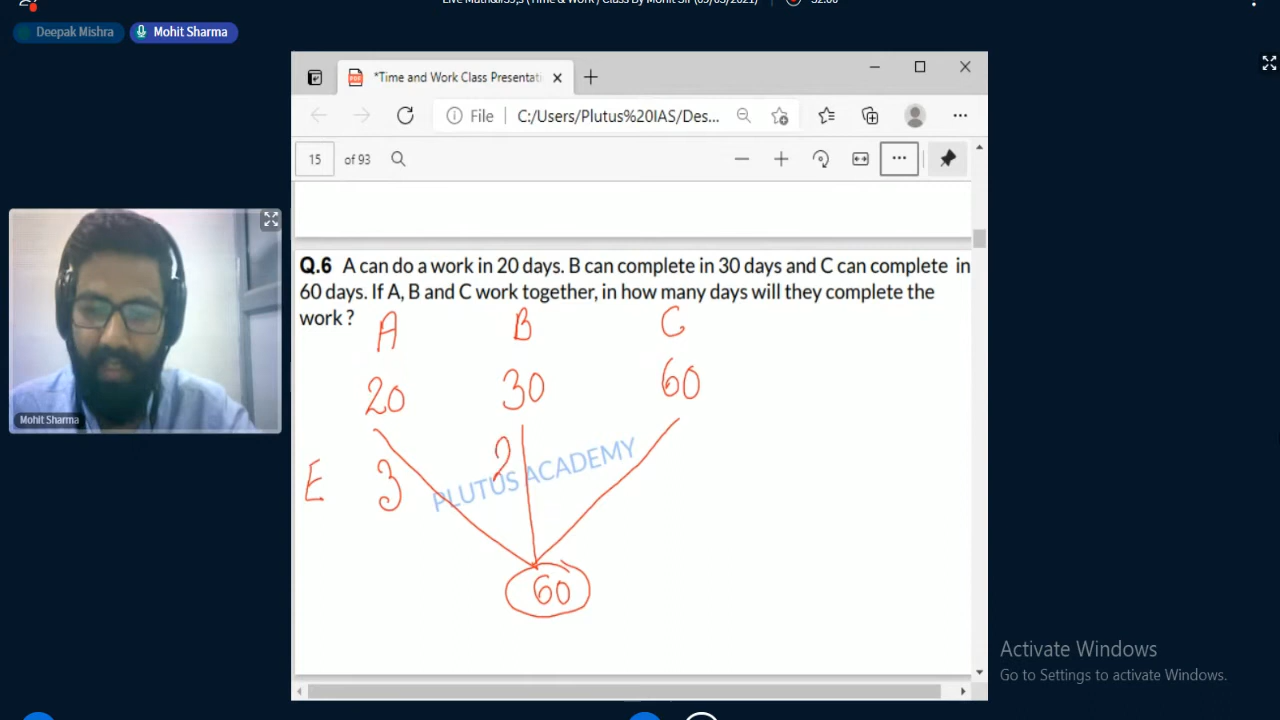 Deepak Mishra Mohit Sharma
*Time and Work Class Presentati
File C:/Users/Plutus%20IAS/Des...
15 of 93
Q.6 A can do a work in 20 days. B can complete in 30 days and C can complete in
60 days. If A, B and C work together, in how many days will they complete the
work ?
A B C
20 30 60
E 3 2
PLUTUS ACADEMY
60
Mohit Sharma
Activate Windows
Go to Settings to activate Windows.